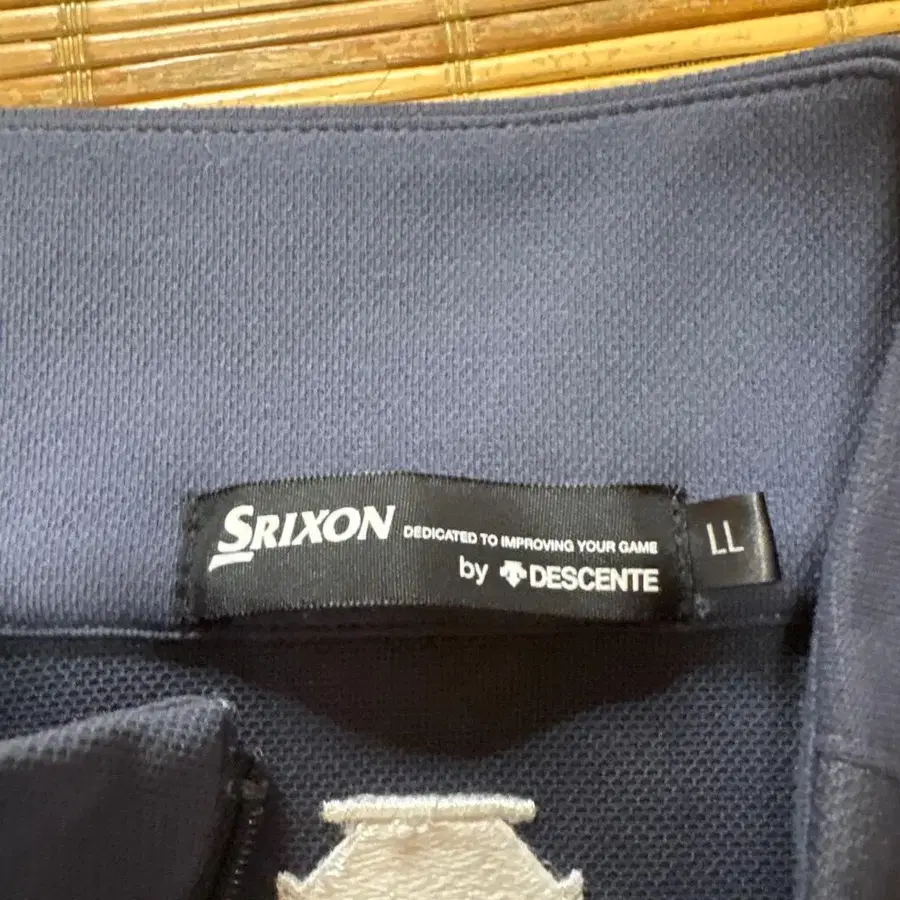 SRIXON DEDICATED TO IMPROVING YOUR GAME
by DESCENTE
LL